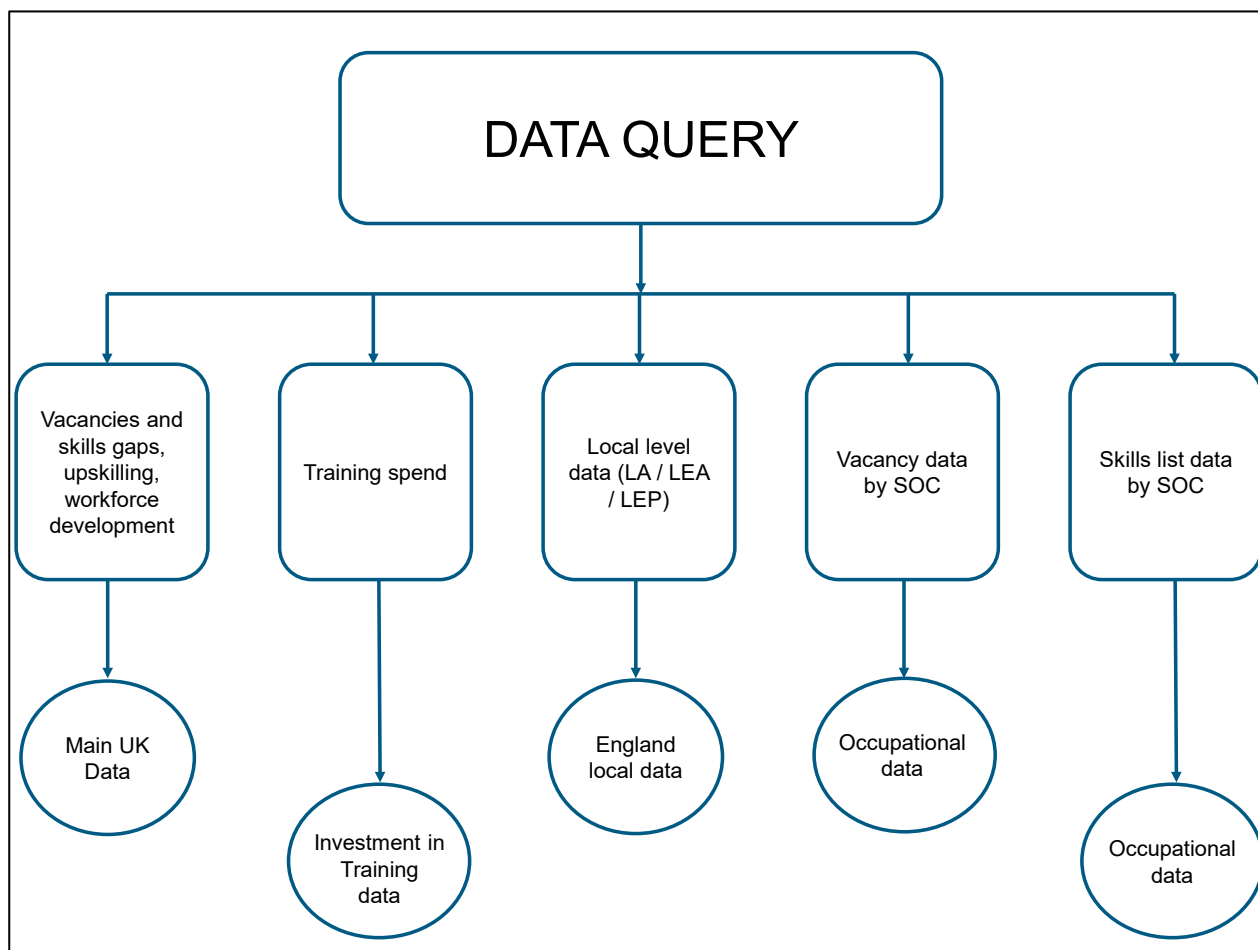 DATA QUERY
Vacancies and
skills gaps,
upskilling,
workforce
development
Training spend
Local level
data (LA / LEA
/ LEP)
Vacancy data
by SOC
Skills list data
by SOC
Main UK
Data
Investment in
Training
data
England
local data
Occupational
data
Occupational
data